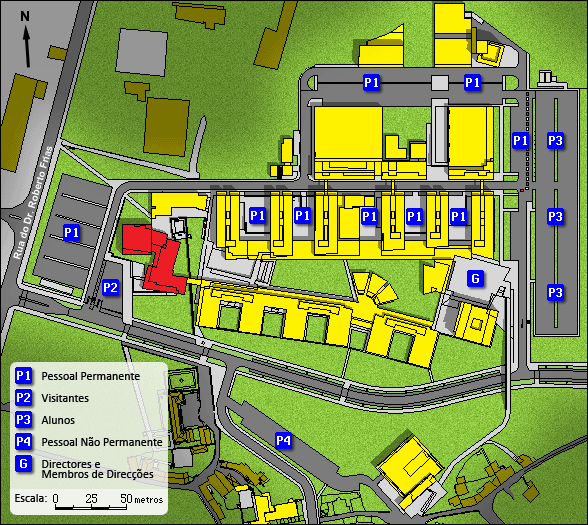 N
P1
P1
P1
P3
Rua do Dr. Roberto Frias
P1
P1
P1
P1
P1
P1
P3
G
P2
P3
P1 Pessoal Permanente
P2 Visitantes
P3 Alunos
P4 Pessoal Não Permanente
G Directores e
Membros de Direcções
P4
Escala: 0 25 50 metros